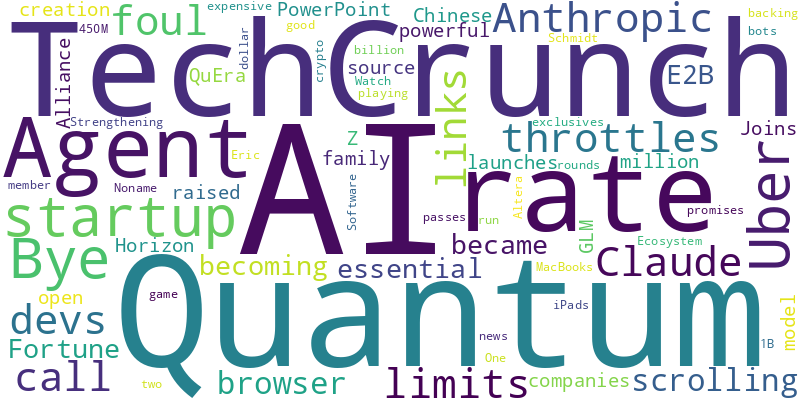 creation
foul
expensive
PowerPoint
good
Chinese
powerful
Anthropic
Schmidt
backing
bots
TechCrunch
450M
Alliance
dollar
QuEra
crypto
billion
source
Watch
playing
links
E2B
Strengthening
exclusives
throttles
Joins
Agent
AI
Eric
Z
family
launches
rounds
million
member
Noname
raised
Software
rate
Altera
promises
Uber
startup
passes
run
GLM
Bye
Horizon
became
Ecosystem
becoming
essential
MacBooks
Claude
Quantum
open
game
iPads
model
devs
news
1B
Fortune
One
call
two
browser
limits
companies
scrolling